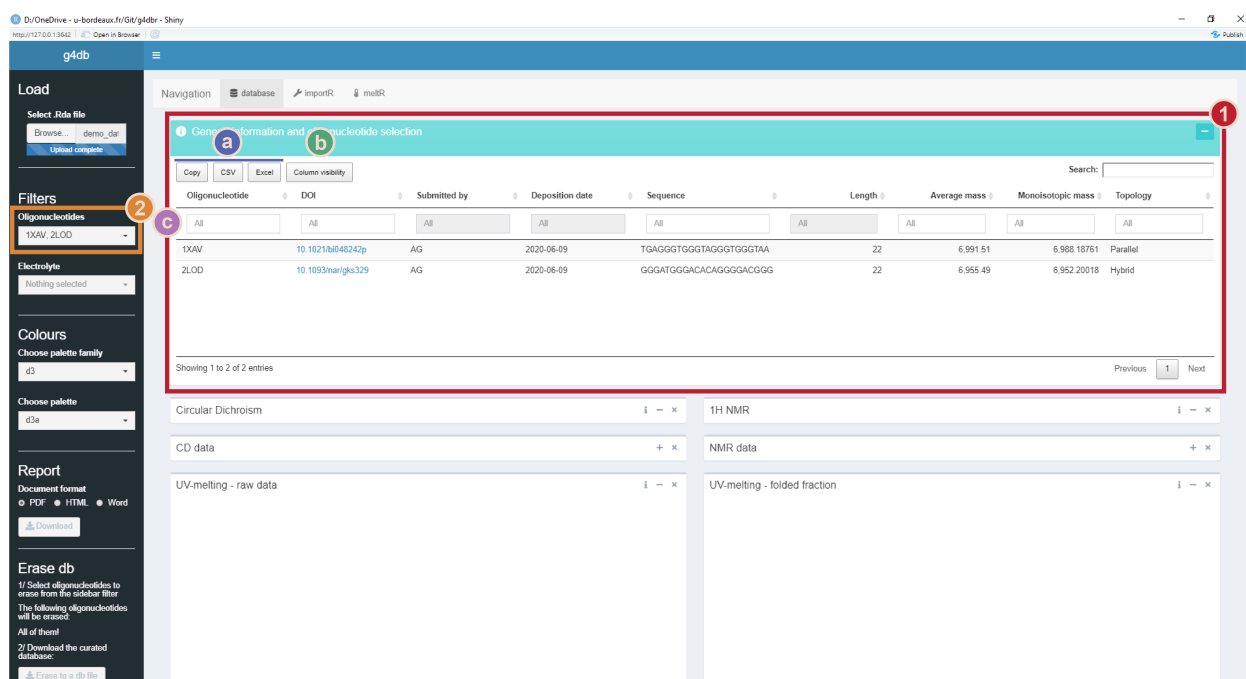 D:/OneDrive - u-bordeaux.fr/Git/g4dbr - Shiny
http://127.0.0.1:3642 Open in Browser Publish
g4db
Load
Select .Rda file
Browse... demo_dat
Upload complete
Filters
Oligonucleotides
1XAV, 2LOD
2
Electrolyte
Nothing selected
Colours
Choose palette family
d3
Choose palette
d3a
Report
Document format
PDF HTML Word
Download
Erase db
1/ Select oligonucleotides to
erase from the sidebar filter
The following oligonucleotides
will be erased:
All of them!
2/ Download the curated
database:
Erase to a db file
Navigation database importR meltR
1
General information and oligonucleotide selection
a b
Copy CSV Excel Column visibility Search:
Oligonucleotide DOI Submitted by Deposition date Sequence Length Average mass Monoisotopic mass Topology
c
All All All All All All All All All
1XAV 10.1021/bi048242p AG 2020-06-09 TGAGGGTGGGTAGGGTGGGTAA 22 6,991.51 6,988.18761 Parallel
2LOD 10.1093/nar/gks329 AG 2020-06-09 GGGATGGGACACAGGGGACGGG 22 6,955.49 6,952.20018 Hybrid
Showing 1 to 2 of 2 entries Previous 1 Next
Circular Dichroism 1H NMR
CD data NMR data
UV-melting - raw data UV-melting - folded fraction